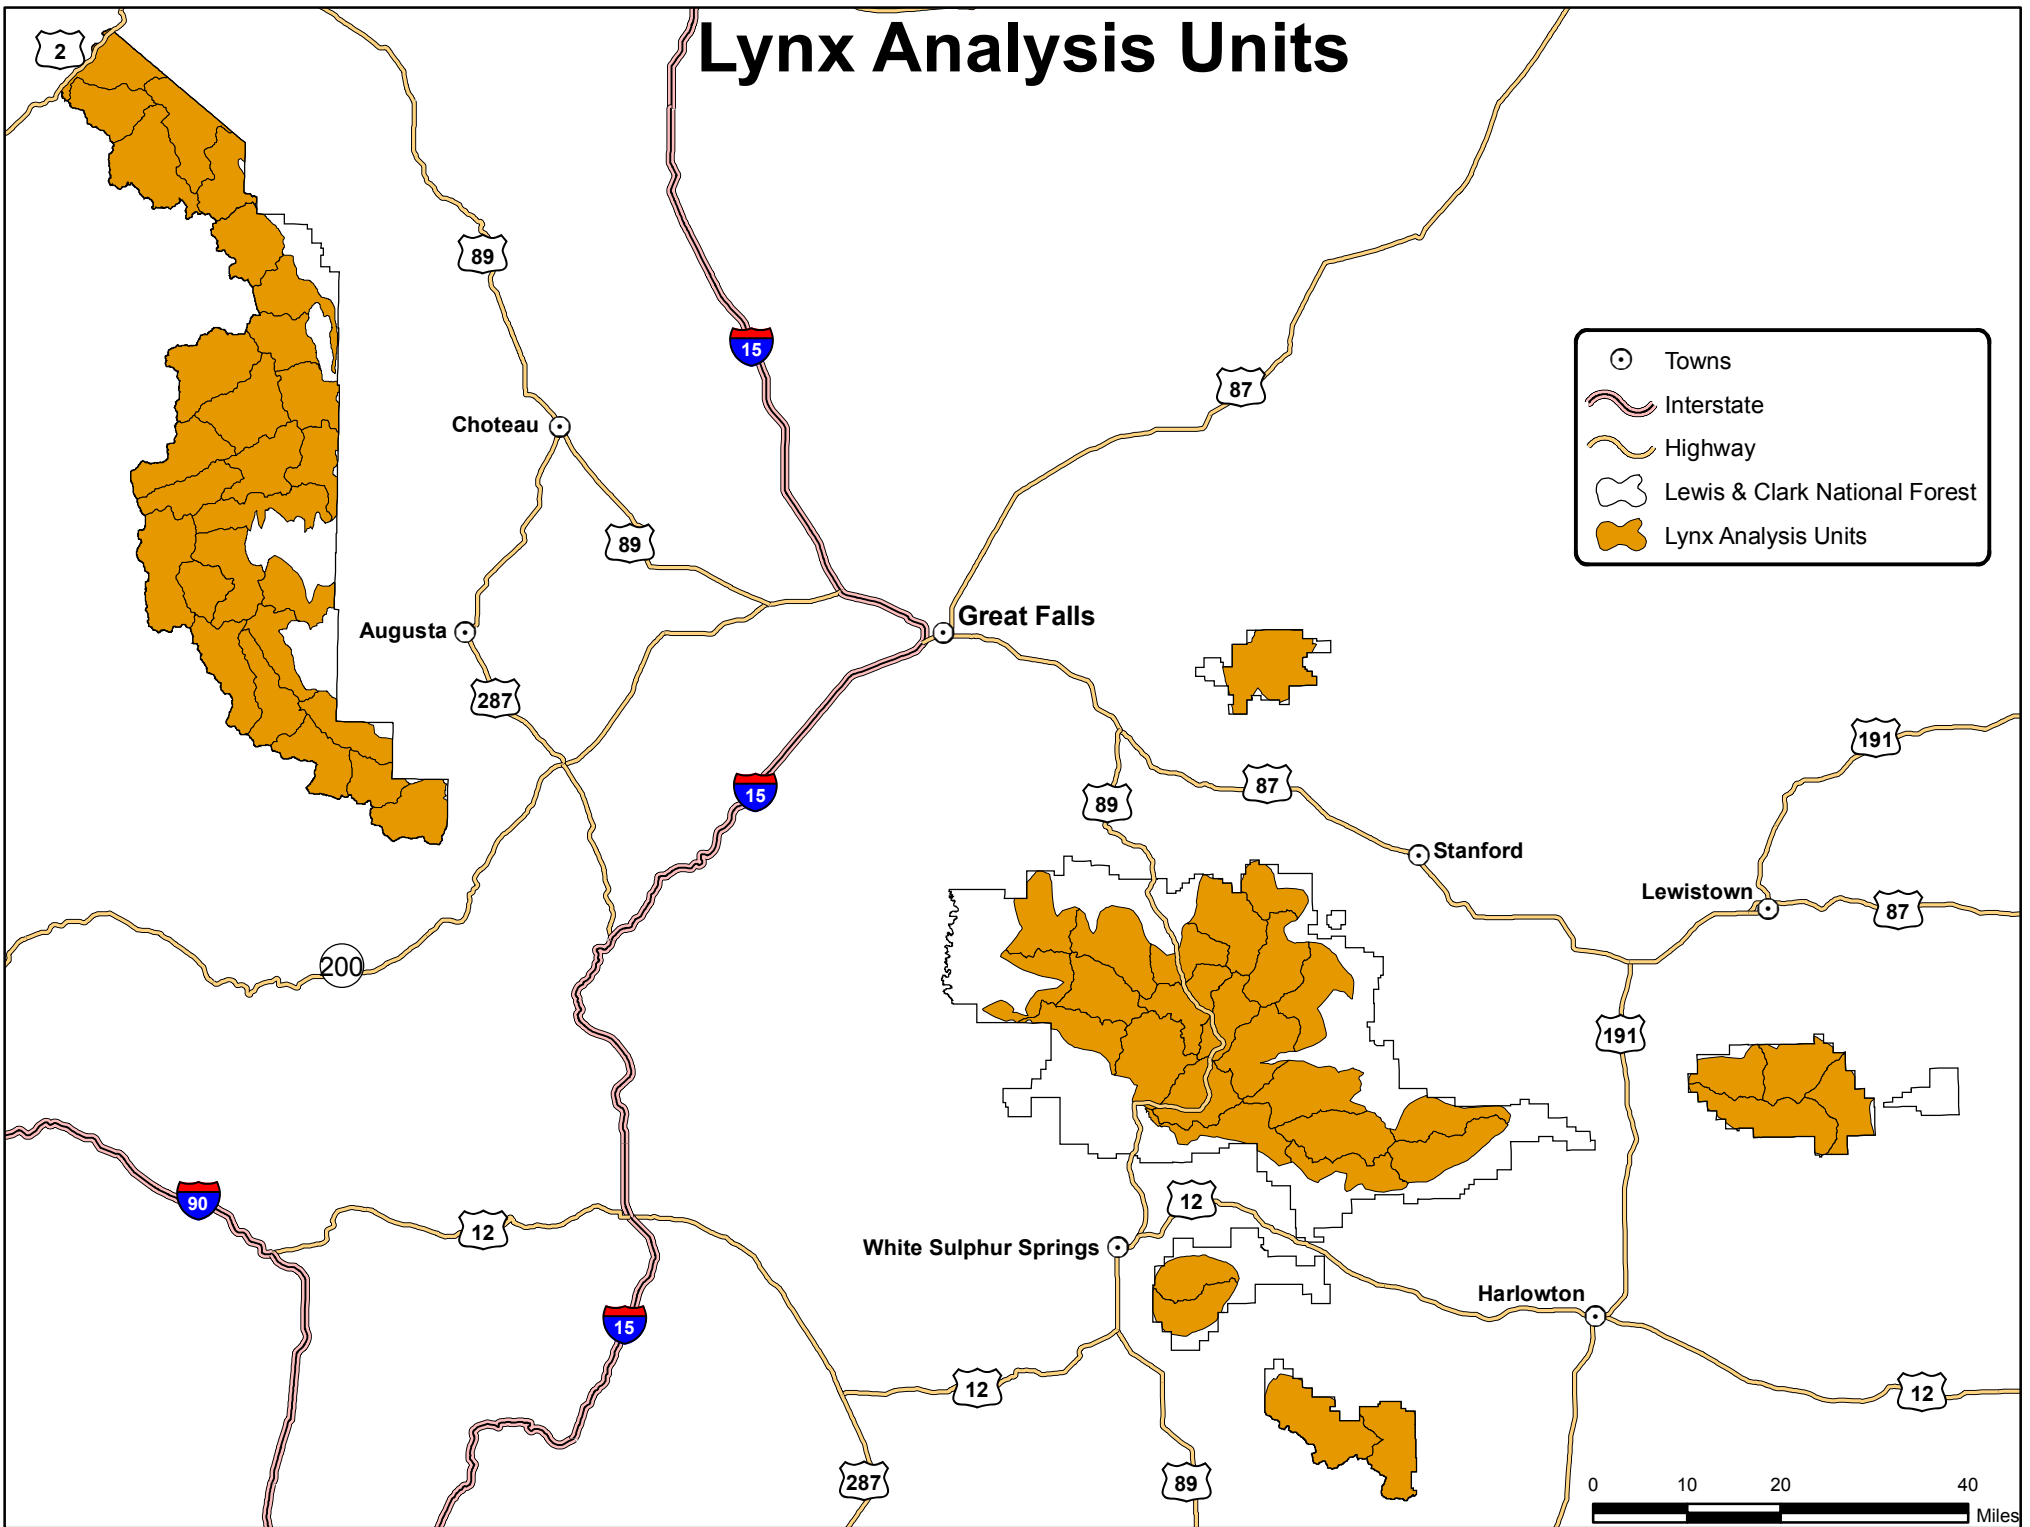 Lynx Analysis Units
2
89
15
87
Towns
Interstate
Highway
Lewis & Clark National Forest
Lynx Analysis Units
Choteau
89
Great Falls
Augusta
287
191
15
87
89
Stanford
Lewistown
87
200
191
90
12
12
White Sulphur Springs
Harlowton
15
12
12
287
89
0 10 20 40
Miles